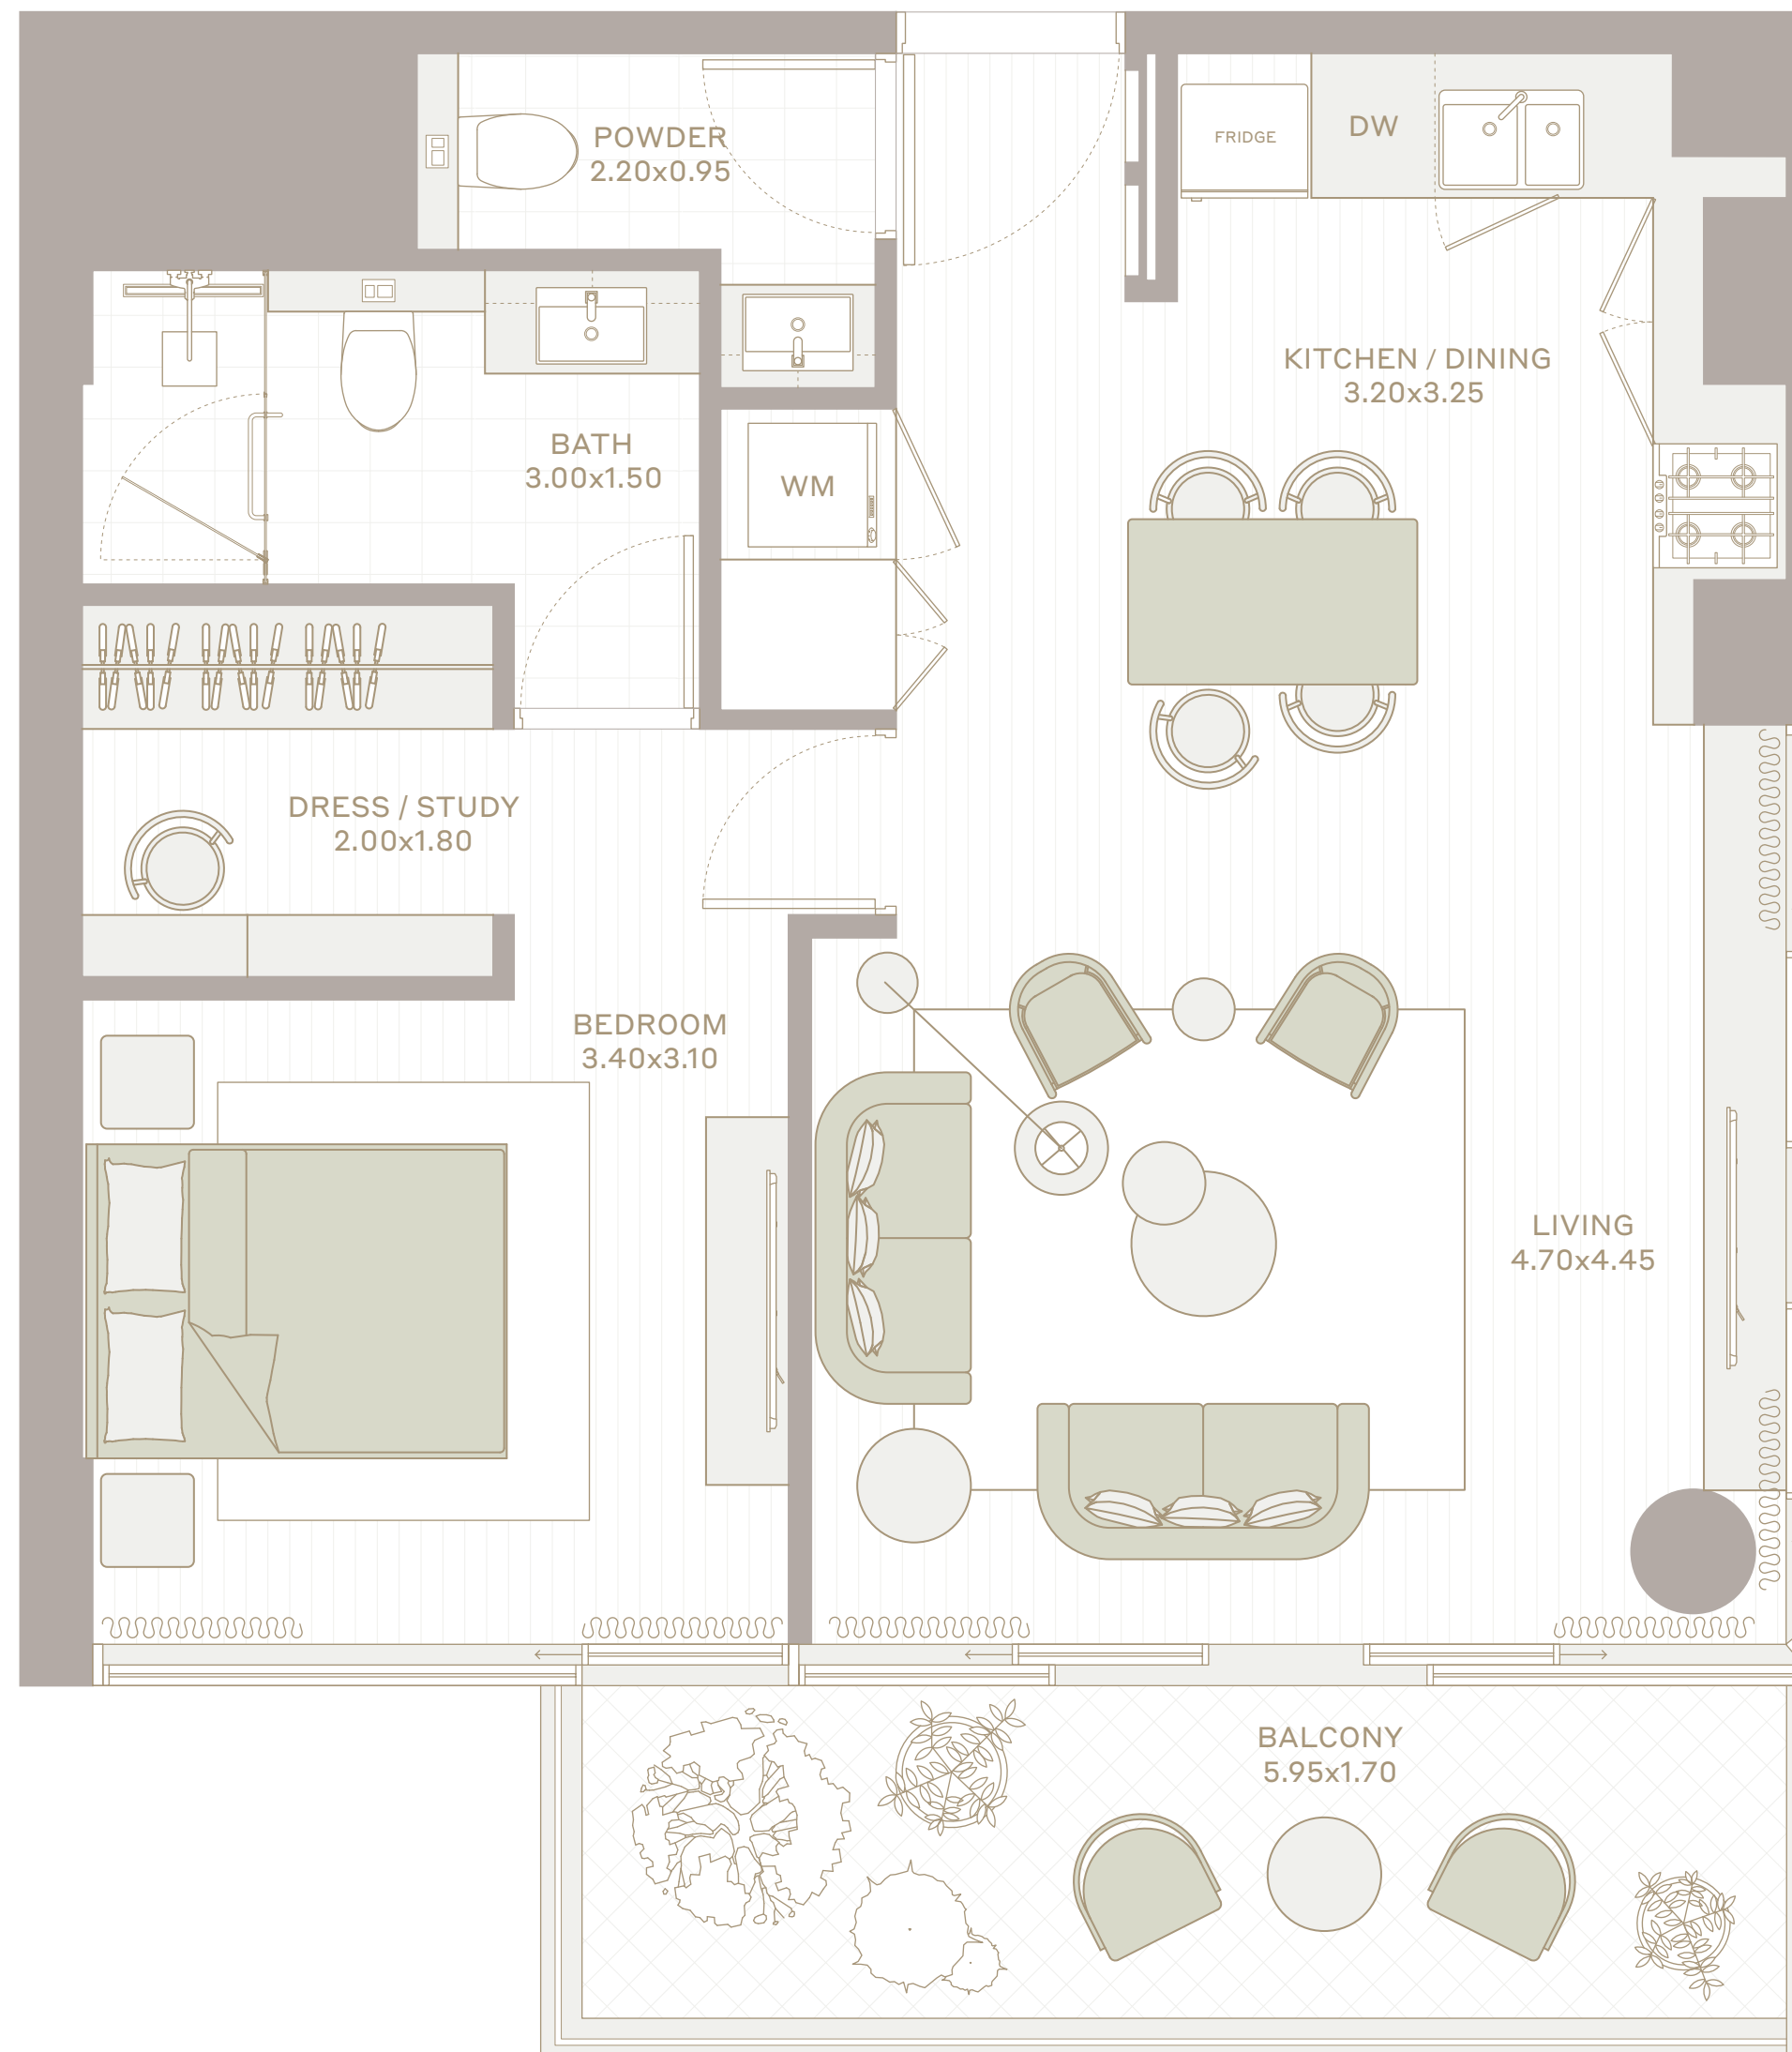 POWDER
2.20x0.95
FRIDGE
DW
KITCHEN / DINING
3.20x3.25
BATH
3.00x1.50
WM
DRESS / STUDY
2.00x1.80
BEDROOM
3.40x3.10
LIVING
4.70x4.45
BALCONY
5.95x1.70